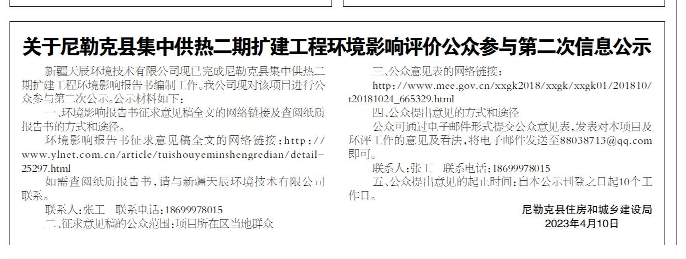 关于尼勒克县集中供热二期扩建工程环境影响评价公众参与第二次信息公示
新疆天辰环境技术有限公司现已完成尼勒克县集中供热二
期扩建工程环境影响报告书编制工作。我公司现对该项目进行公
众参与第二次公示。公示材料如下:
一、环境影响报告书征求意见稿全文的网络链接及查阅纸质
报告书的方式和途径。
环境影响报告书征求意见稿全文的网络链接:http://
www.ylnet.com.cn/article/tuishouyeminshengredian/detail-
25297.html
如需查阅纸质报告书,请与新疆天辰环境技术有限公司
联系。
联系人:张工 联系电话:18699978015
二、征求意见稿的公众范围:项目所在区当地群众
三、公众意见表的网络链接:
http://www.mee.gov.cn/xxgk2018/xxgk/xxgk01/201810/
t20181024_665329.html
四、公众提出意见的方式和途径
公众可通过电子邮件形式提交公众意见表,发表对本项目及
环评工作的意见及看法,将电子邮件发送至88038713@qq.com
即可。
联系人:张工 联系电话:18699978015
五、公众提出意见的起止时间:自本公示刊登之日起10个工
作日。
尼勒克县住房和城乡建设局
2023年4月10日